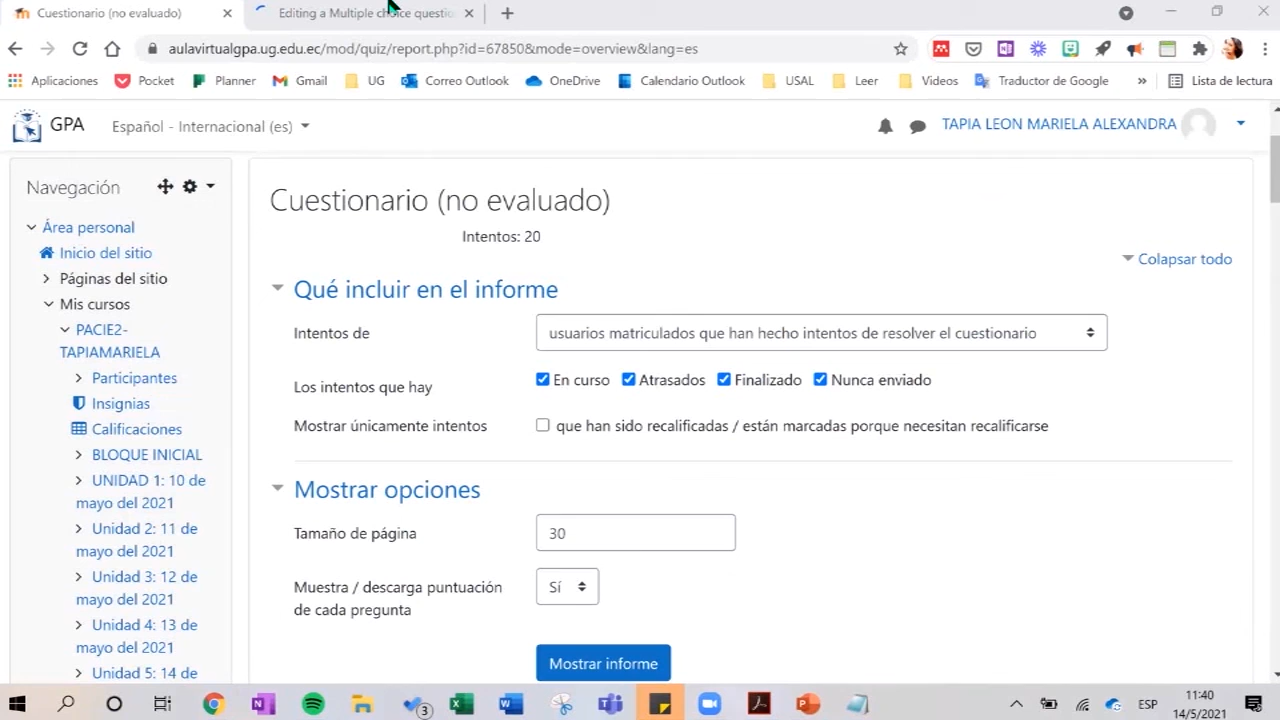 Cuestionario (no evaluado)
Editing a Multiple choice questio
aulavirtualgpa.ug.edu.ec/mod/quiz/report.php?id=67850&mode=overview&lang=es
Aplicaciones Pocket Planner Gmail UG Correo Outlook OneDrive Calendario Outlook USAL Leer Videos Traductor de Google » Lista de lectura
GPA Español - Internacional (es) TAPIA LEON MARIELA ALEXANDRA
Navegación
Área personal
Inicio del sitio
Páginas del sitio
Mis cursos
PACIE2-
TAPIAMARIELA
Participantes
Insignias
Calificaciones
BLOQUE INICIAL
UNIDAD 1: 10 de
mayo del 2021
Unidad 2: 11 de
mayo del 2021
Unidad 3: 12 de
mayo del 2021
Unidad 4: 13 de
mayo del 2021
Unidad 5: 14 de
Cuestionario (no evaluado)
Intentos: 20
Colapsar todo
Qué incluir en el informe
Intentos de usuarios matriculados que han hecho intentos de resolver el cuestionario
Los intentos que hay En curso Atrasados Finalizado Nunca enviado
Mostrar únicamente intentos que han sido recalificadas / están marcadas porque necesitan recalificarse
Mostrar opciones
Tamaño de página 30
Muestra / descarga puntuación
de cada pregunta
Sí
Mostrar informe
3
ESP
11:40
14/5/2021